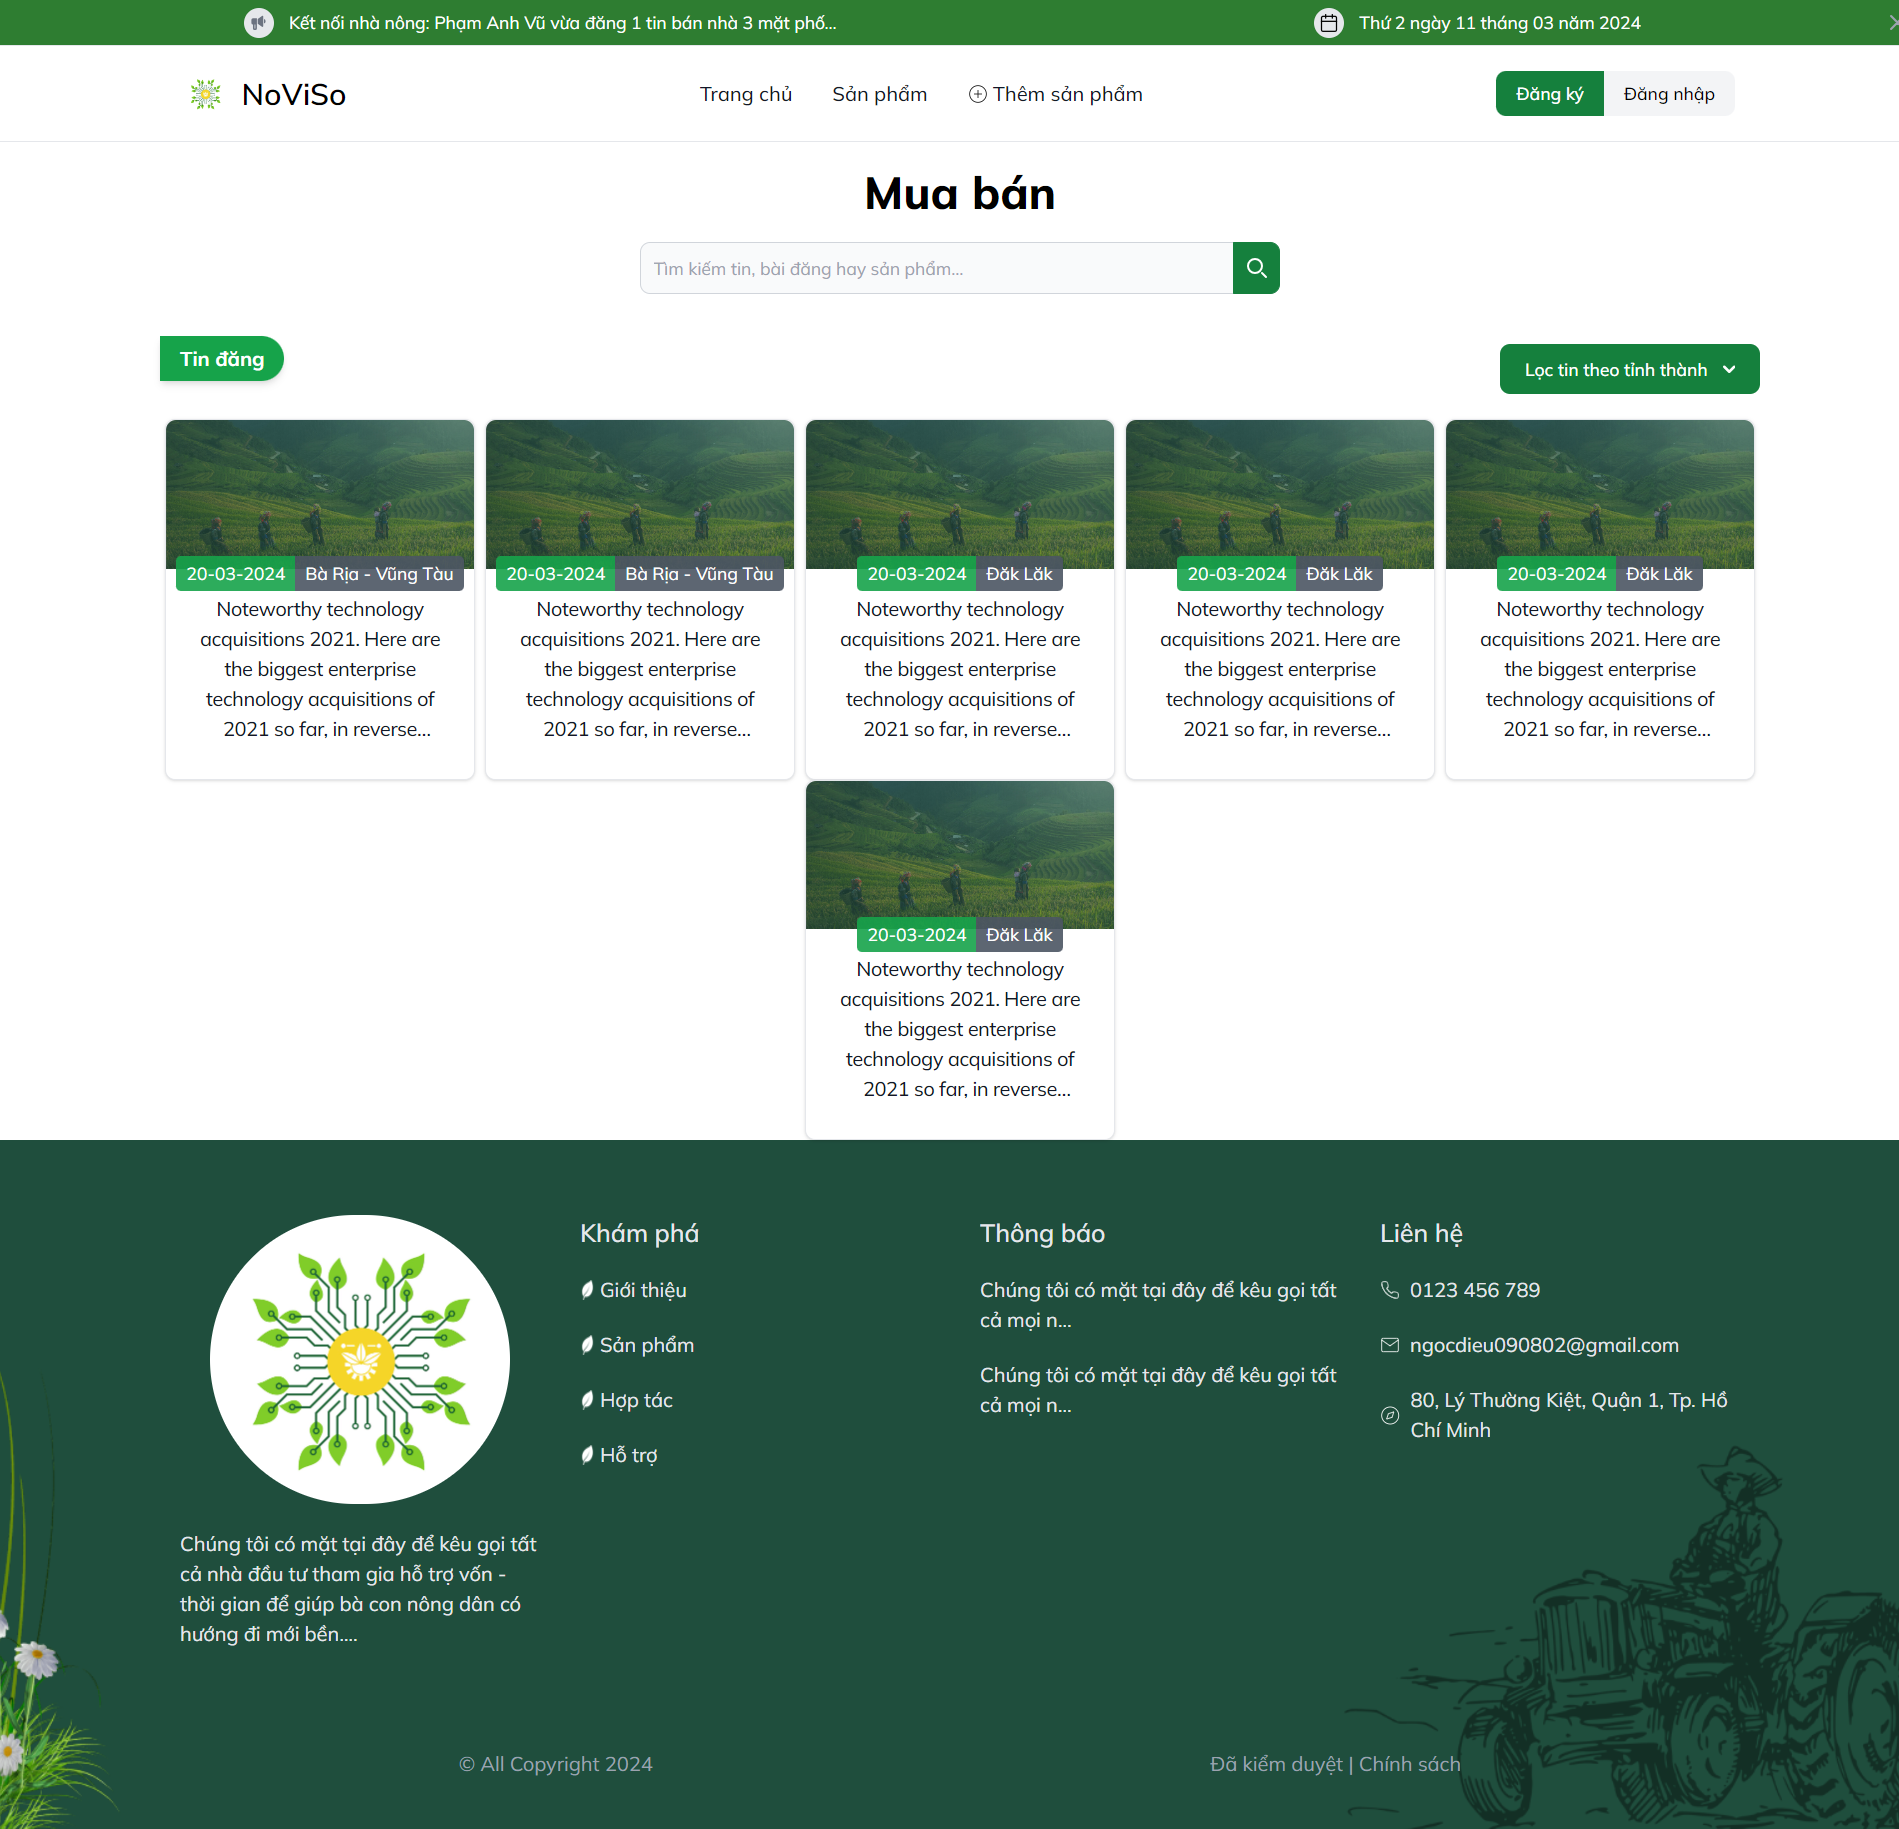 Kết nối nhà nông: Phạm Anh Vũ vừa đăng 1 tin bán nhà 3 mặt phố...
Thứ 2 ngày 11 tháng 03 năm 2024
NoViSo
Trang chủ
Sản phẩm
Thêm sản phẩm
Đăng ký
Đăng nhập
Mua bán
Tìm kiếm tin, bài đăng hay sản phẩm...
Tin đăng
Lọc tin theo tỉnh thành
20-03-2024 Bà Rịa - Vũng Tàu
Noteworthy technology
acquisitions 2021. Here are
the biggest enterprise
technology acquisitions of
2021 so far, in reverse...
20-03-2024 Bà Rịa - Vũng Tàu
Noteworthy technology
acquisitions 2021. Here are
the biggest enterprise
technology acquisitions of
2021 so far, in reverse...
20-03-2024 Đăk Lăk
Noteworthy technology
acquisitions 2021. Here are
the biggest enterprise
technology acquisitions of
2021 so far, in reverse...
20-03-2024 Đăk Lăk
Noteworthy technology
acquisitions 2021. Here are
the biggest enterprise
technology acquisitions of
2021 so far, in reverse...
20-03-2024 Đăk Lăk
Noteworthy technology
acquisitions 2021. Here are
the biggest enterprise
technology acquisitions of
2021 so far, in reverse...
20-03-2024 Đăk Lăk
Noteworthy technology
acquisitions 2021. Here are
the biggest enterprise
technology acquisitions of
2021 so far, in reverse...
Chúng tôi có mặt tại đây để kêu gọi tất
cả nhà đầu tư tham gia hỗ trợ vốn -
thời gian để giúp bà con nông dân có
hướng đi mới bền....
Khám phá
Giới thiệu
Sản phẩm
Hợp tác
Hỗ trợ
Thông báo
Chúng tôi có mặt tại đây để kêu gọi tất
cả mọi n...
Chúng tôi có mặt tại đây để kêu gọi tất
cả mọi n...
Liên hệ
0123 456 789
ngocdieu090802@gmail.com
80, Lý Thường Kiệt, Quận 1, Tp. Hồ
Chí Minh
© All Copyright 2024
Đã kiểm duyệt | Chính sách